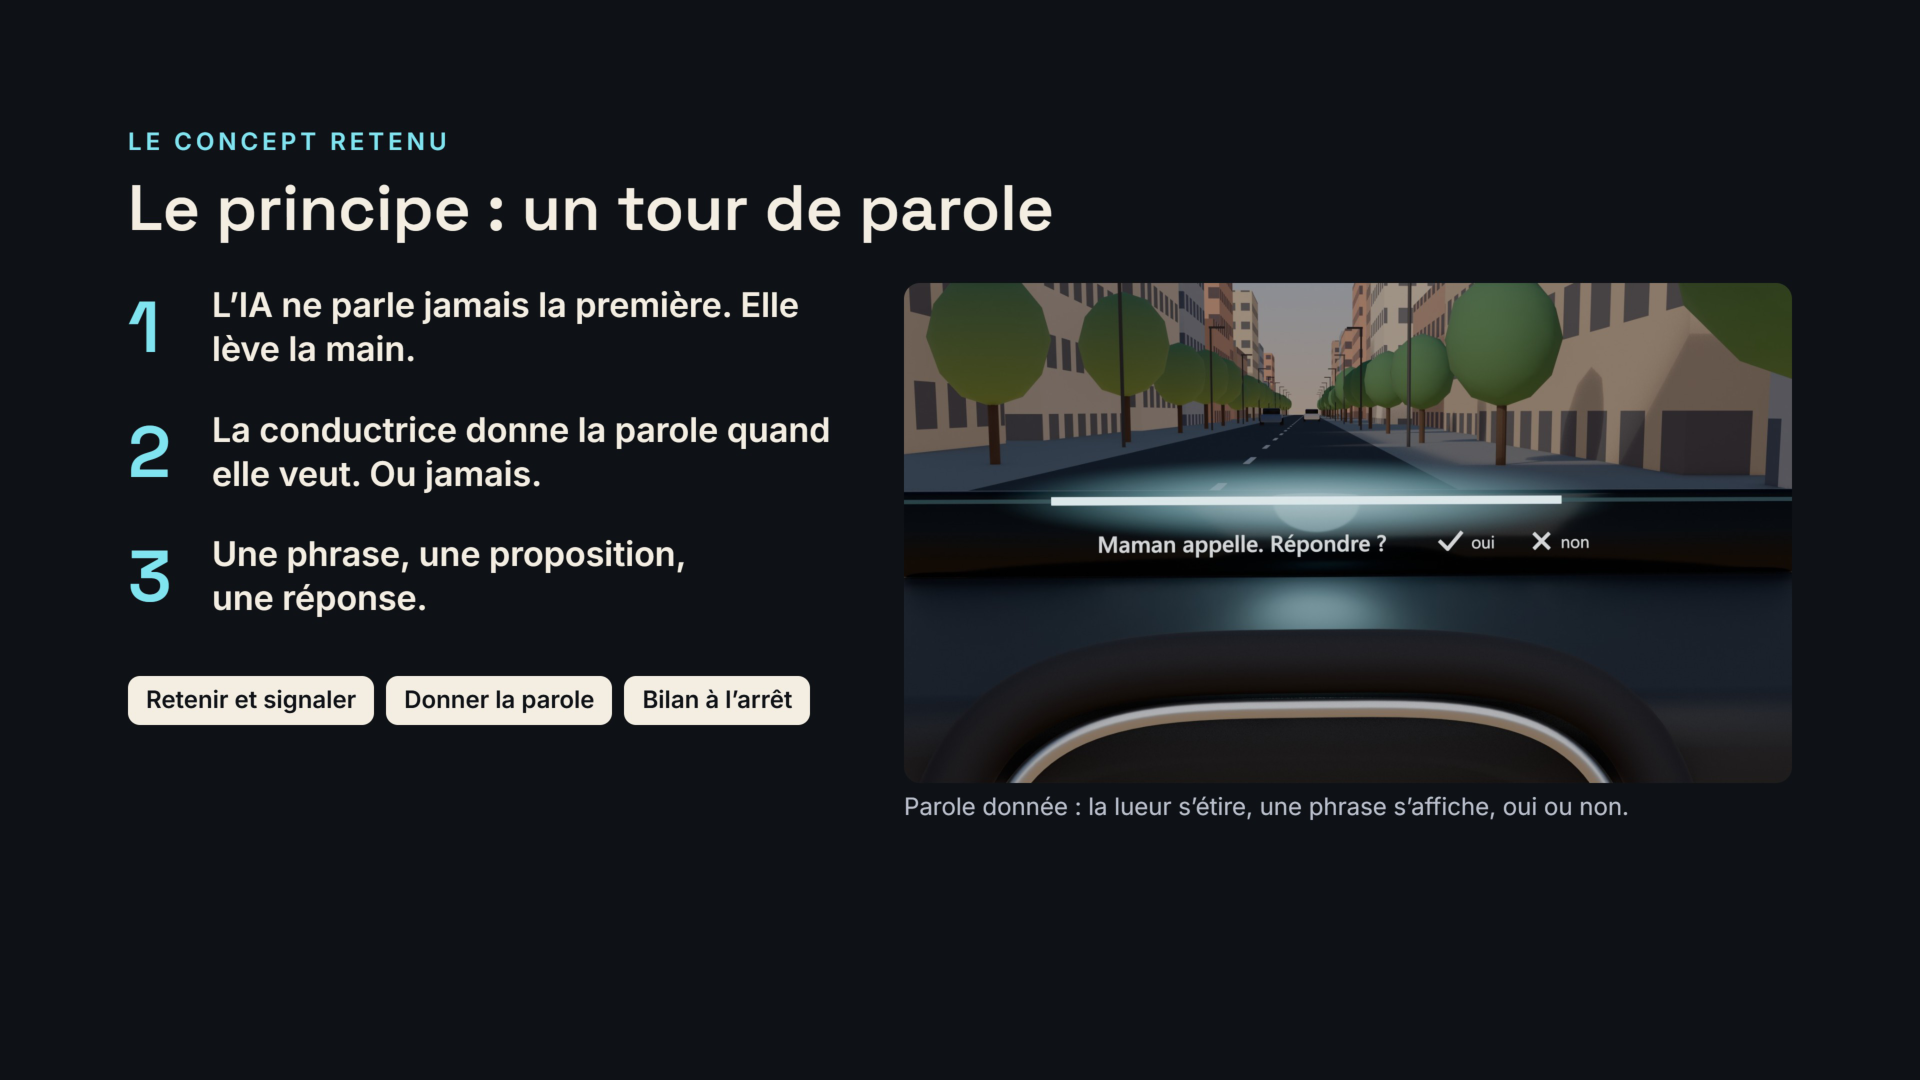 LE CONCEPT RETENU
Le principe : un tour de parole
1
L’IA ne parle jamais la première. Elle
lève la main.
2
La conductrice donne la parole quand
elle veut. Ou jamais.
3
Une phrase, une proposition,
une réponse.
Retenir et signaler
Donner la parole
Bilan à l’arrêt
Maman appelle. Répondre ? oui non
Parole donnée : la lueur s’étire, une phrase s’affiche, oui ou non.